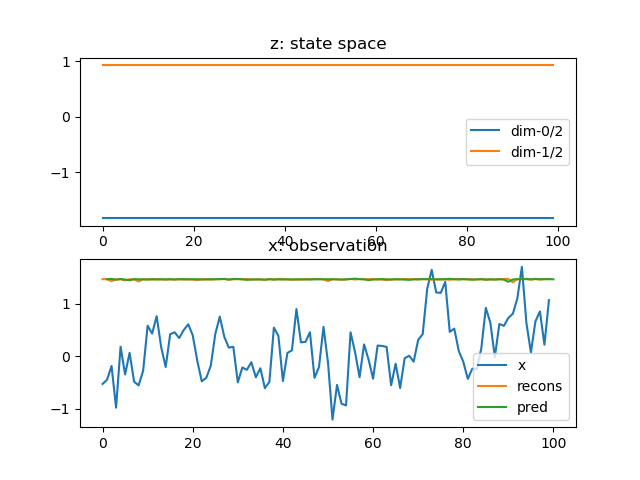 z: state space
1
0
−1
dim-0/2
dim-1/2
0 20 40 60 80 100
x: observation
1
0
−1
x
recons
pred
0 20 40 60 80 100